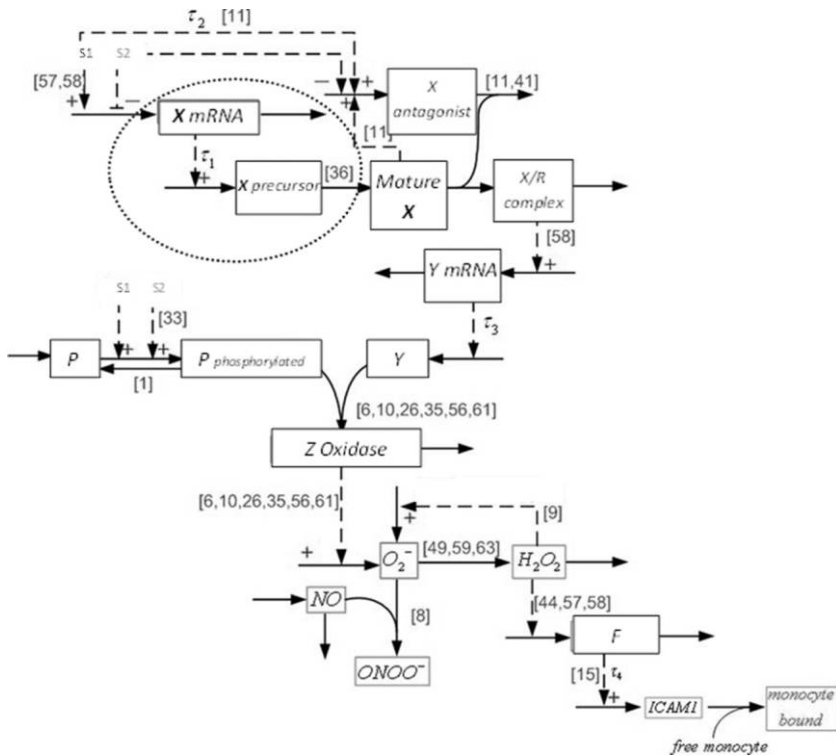 τ2 [11]
S1 S2
[57,58]
+ − − + +
X mRNA
X antagonist
[11,41]
[11]
τ1
+
X precursor
[36]
Mature X
X/R complex
[58]
+
Y mRNA
τ3
S1 S2
[33]
+ +
P
P phosphorylated
Y
[1]
[6,10,26,35,56,61]
Z Oxidase
[6,10,26,35,56,61]
[9]
+ +
O2−
[49,59,63]
H2O2
NO
[8]
[44,57,58]
F
ONOO−
[15] τ4
+
ICAM1
monocyte bound
free monocyte